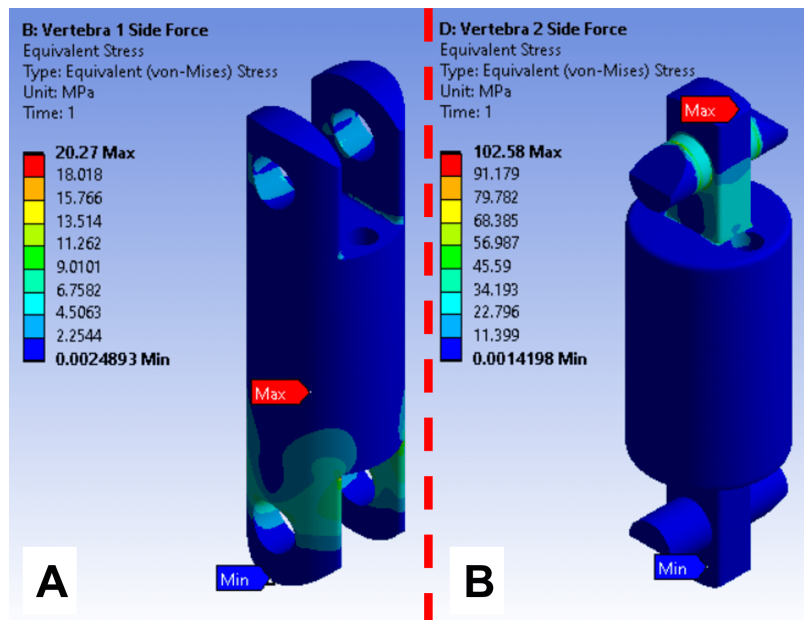 B: Vertebra 1 Side Force
Equivalent Stress
Type: Equivalent (von-Mises) Stress
Unit: MPa
Time: 1
20.27 Max
18.018
15.766
13.514
11.262
9.0101
6.7582
4.5063
2.2544
0.0024893 Min
Max
Min
A
D: Vertebra 2 Side Force
Equivalent Stress
Type: Equivalent (von-Mises) Stress
Unit: MPa
Time: 1
102.58 Max
91.179
79.782
68.385
56.987
45.59
34.193
22.796
11.399
0.0014198 Min
Max
Min
B